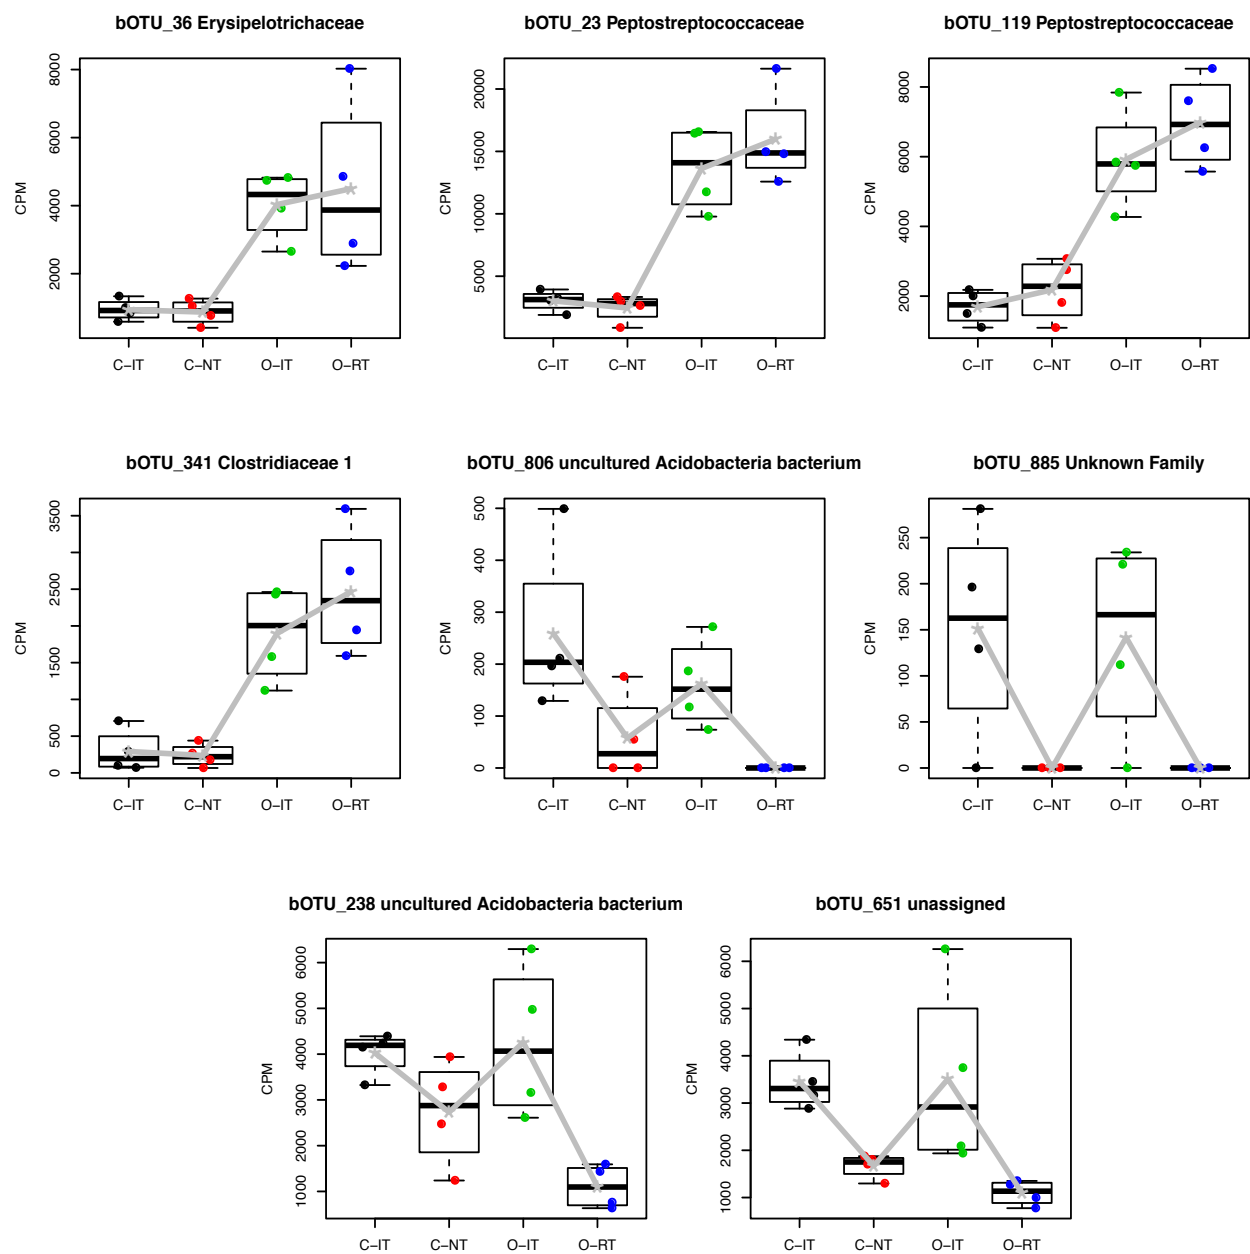 bOTU_36 Erysipelotrichaceae
CPM
8000
6000
4000
2000
C−IT C−NT O−IT O−RT
bOTU_23 Peptostreptococcaceae
CPM
20000
15000
10000
5000
C−IT C−NT O−IT O−RT
bOTU_119 Peptostreptococcaceae
CPM
8000
6000
4000
2000
C−IT C−NT O−IT O−RT
bOTU_341 Clostridiaceae 1
CPM
3500
2500
1500
500
0
C−IT C−NT O−IT O−RT
bOTU_806 uncultured Acidobacteria bacterium
CPM
500
400
300
200
100
0
C−IT C−NT O−IT O−RT
bOTU_885 Unknown Family
CPM
250
200
150
100
50
0
C−IT C−NT O−IT O−RT
bOTU_238 uncultured Acidobacteria bacterium
CPM
6000
5000
4000
3000
2000
1000
C−IT C−NT O−IT O−RT
bOTU_651 unassigned
CPM
6000
5000
4000
3000
2000
1000
C−IT C−NT O−IT O−RT